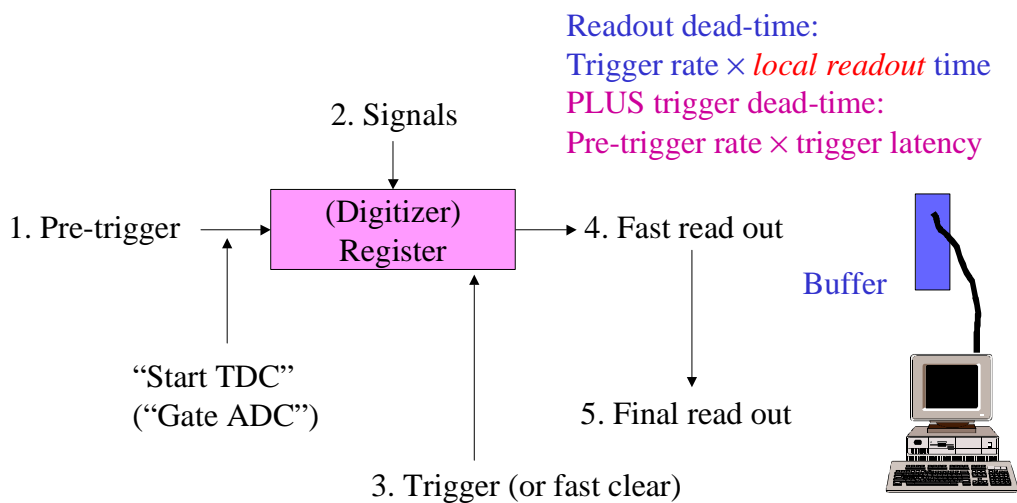 Readout dead-time:
Trigger rate × local readout time
PLUS trigger dead-time:
Pre-trigger rate × trigger latency
2. Signals
1. Pre-trigger
(Digitizer)
Register
4. Fast read out
Buffer
“Start TDC”
(“Gate ADC”)
5. Final read out
3. Trigger (or fast clear)